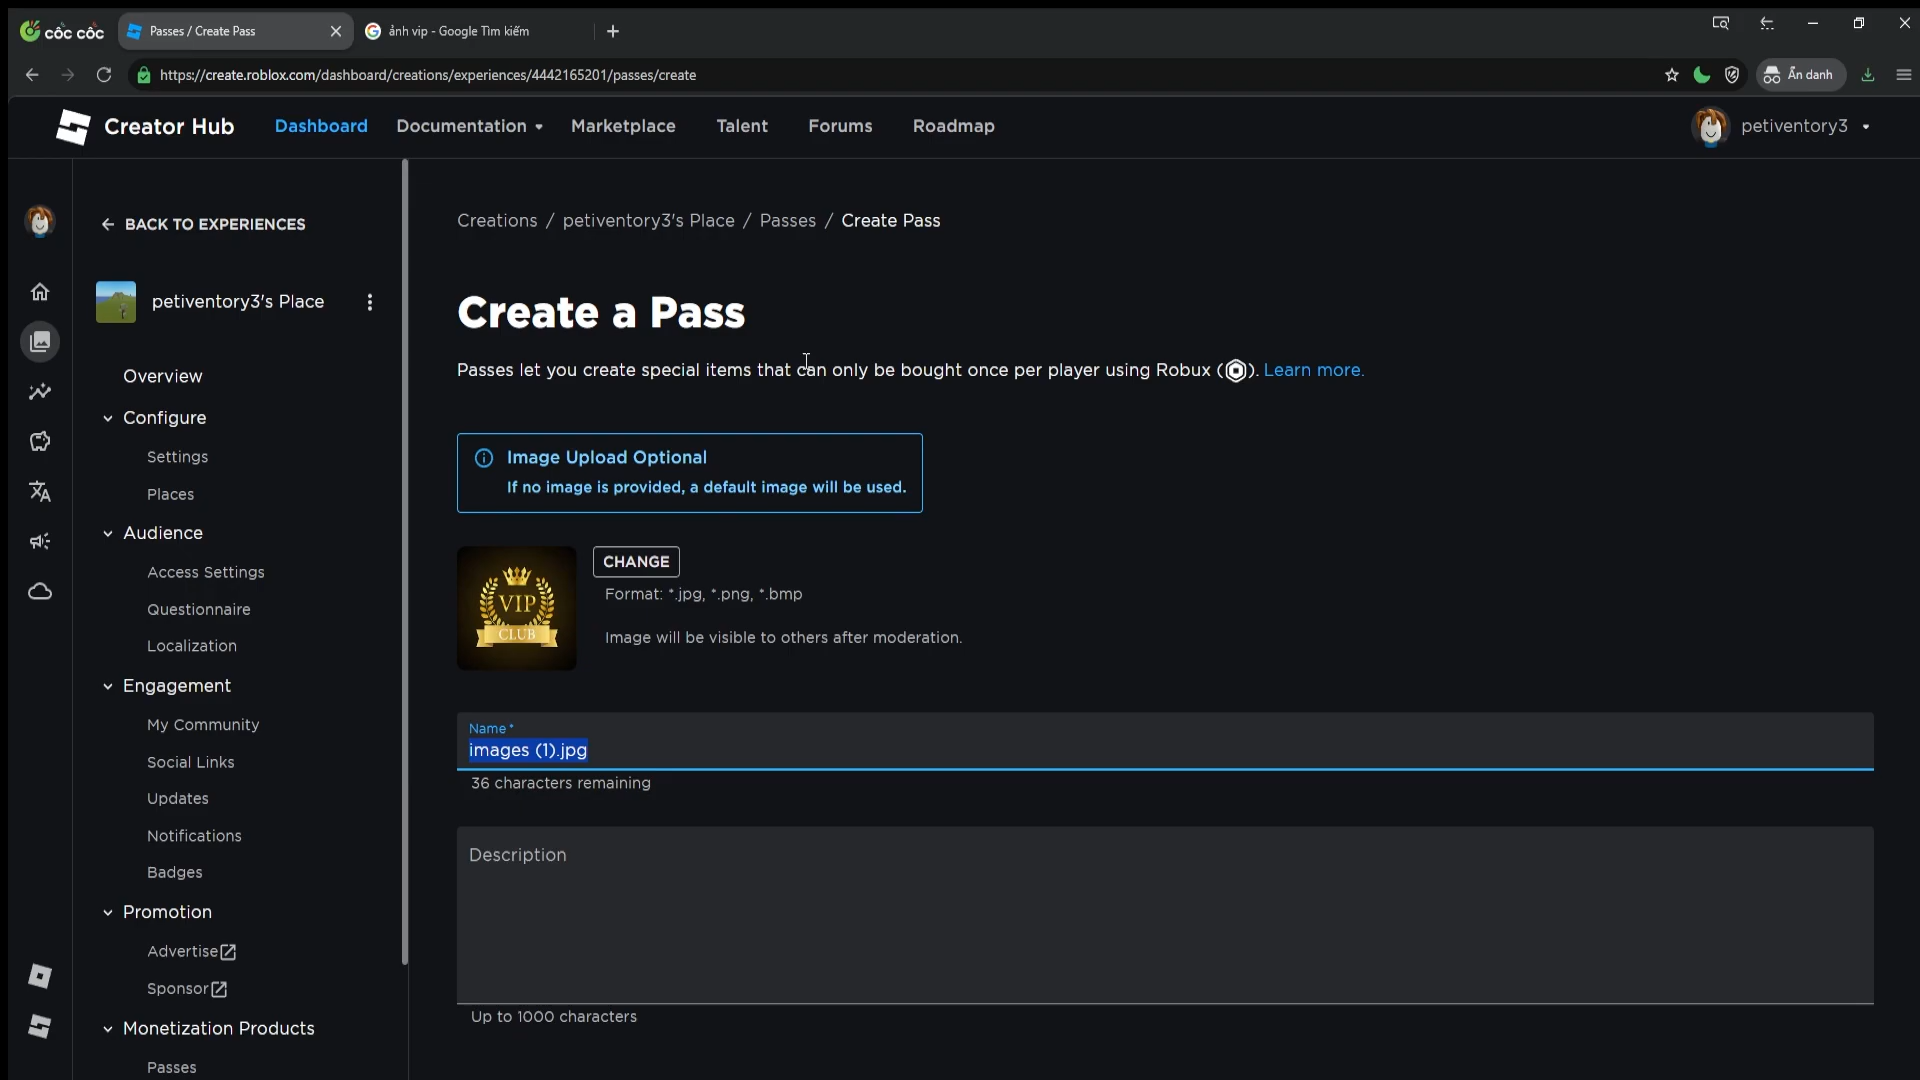 cốc cốc
Passes / Create Pass
ảnh vip - Google Tìm kiếm
https://create.roblox.com/dashboard/creations/experiences/4442165201/passes/create
Ẩn danh
Creator Hub
Dashboard
Documentation
Marketplace
Talent
Forums
Roadmap
petiventory3
BACK TO EXPERIENCES
petiventory3's Place
Overview
Configure
Settings
Places
Audience
Access Settings
Questionnaire
Localization
Engagement
My Community
Social Links
Updates
Notifications
Badges
Promotion
Advertise
Sponsor
Monetization Products
Passes
Creations / petiventory3's Place / Passes / Create Pass
Create a Pass
Passes let you create special items that can only be bought once per player using Robux ( ). Learn more.
Image Upload Optional
If no image is provided, a default image will be used.
VIP
CLUB
CHANGE
Format: *.jpg, *.png, *.bmp
Image will be visible to others after moderation.
Name *
images (1).jpg
36 characters remaining
Description
Up to 1000 characters